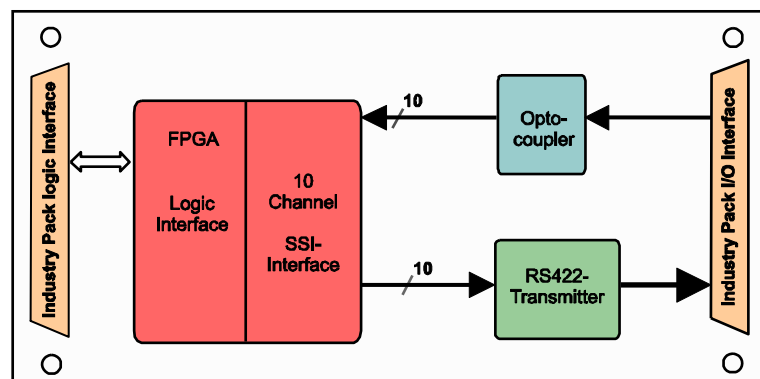 Industry Pack logic Interface
FPGA
Logic
Interface
10
Channel
SSI-
Interface
10
Opto-
coupler
10
RS422-
Transmitter
Industry Pack I/O Interface